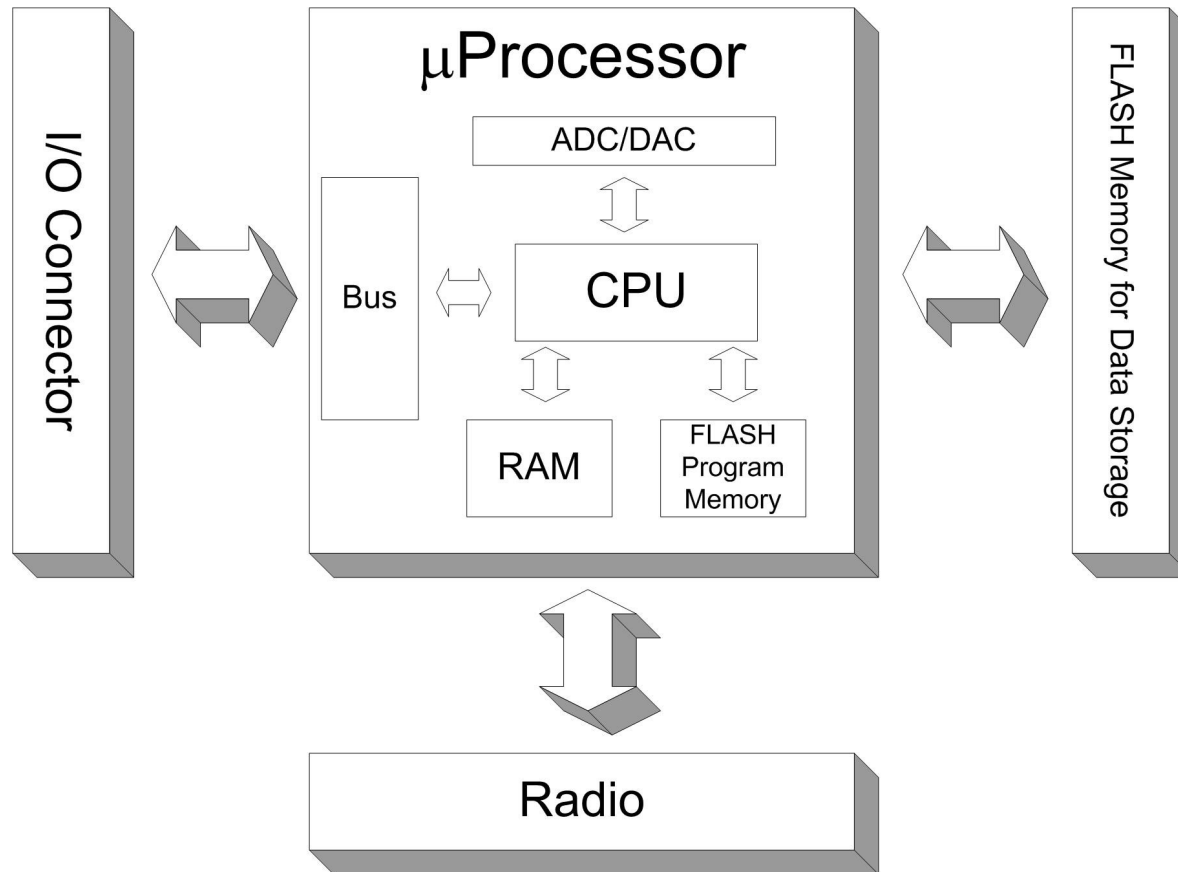 I/O Connector
µProcessor
ADC/DAC
Bus
CPU
RAM
FLASH
Program
Memory
FLASH Memory for Data Storage
Radio